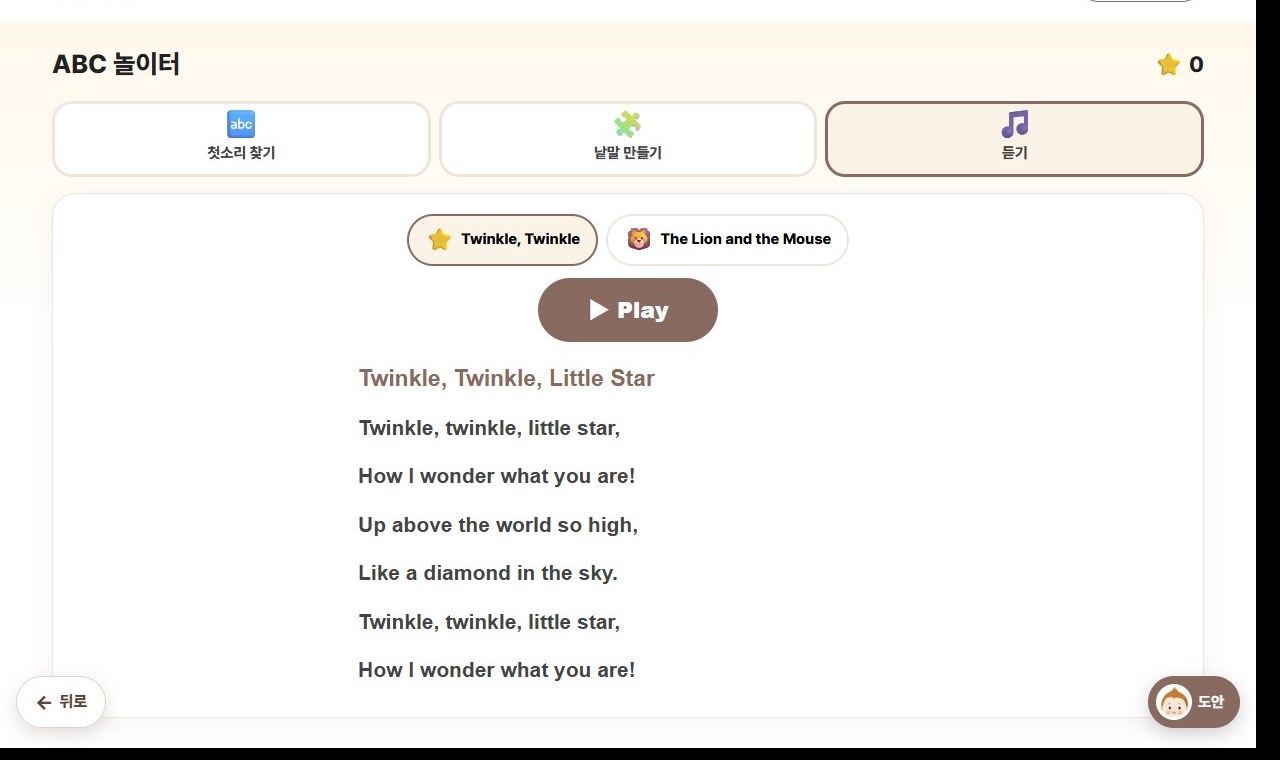 ABC 놀이터
⭐ 0
abc
첫소리 찾기
낱말 만들기
듣기
Twinkle, Twinkle
The Lion and the Mouse
▶ Play
Twinkle, Twinkle, Little Star
Twinkle, twinkle, little star,
How I wonder what you are!
Up above the world so high,
Like a diamond in the sky.
Twinkle, twinkle, little star,
How I wonder what you are!
← 뒤로
도안